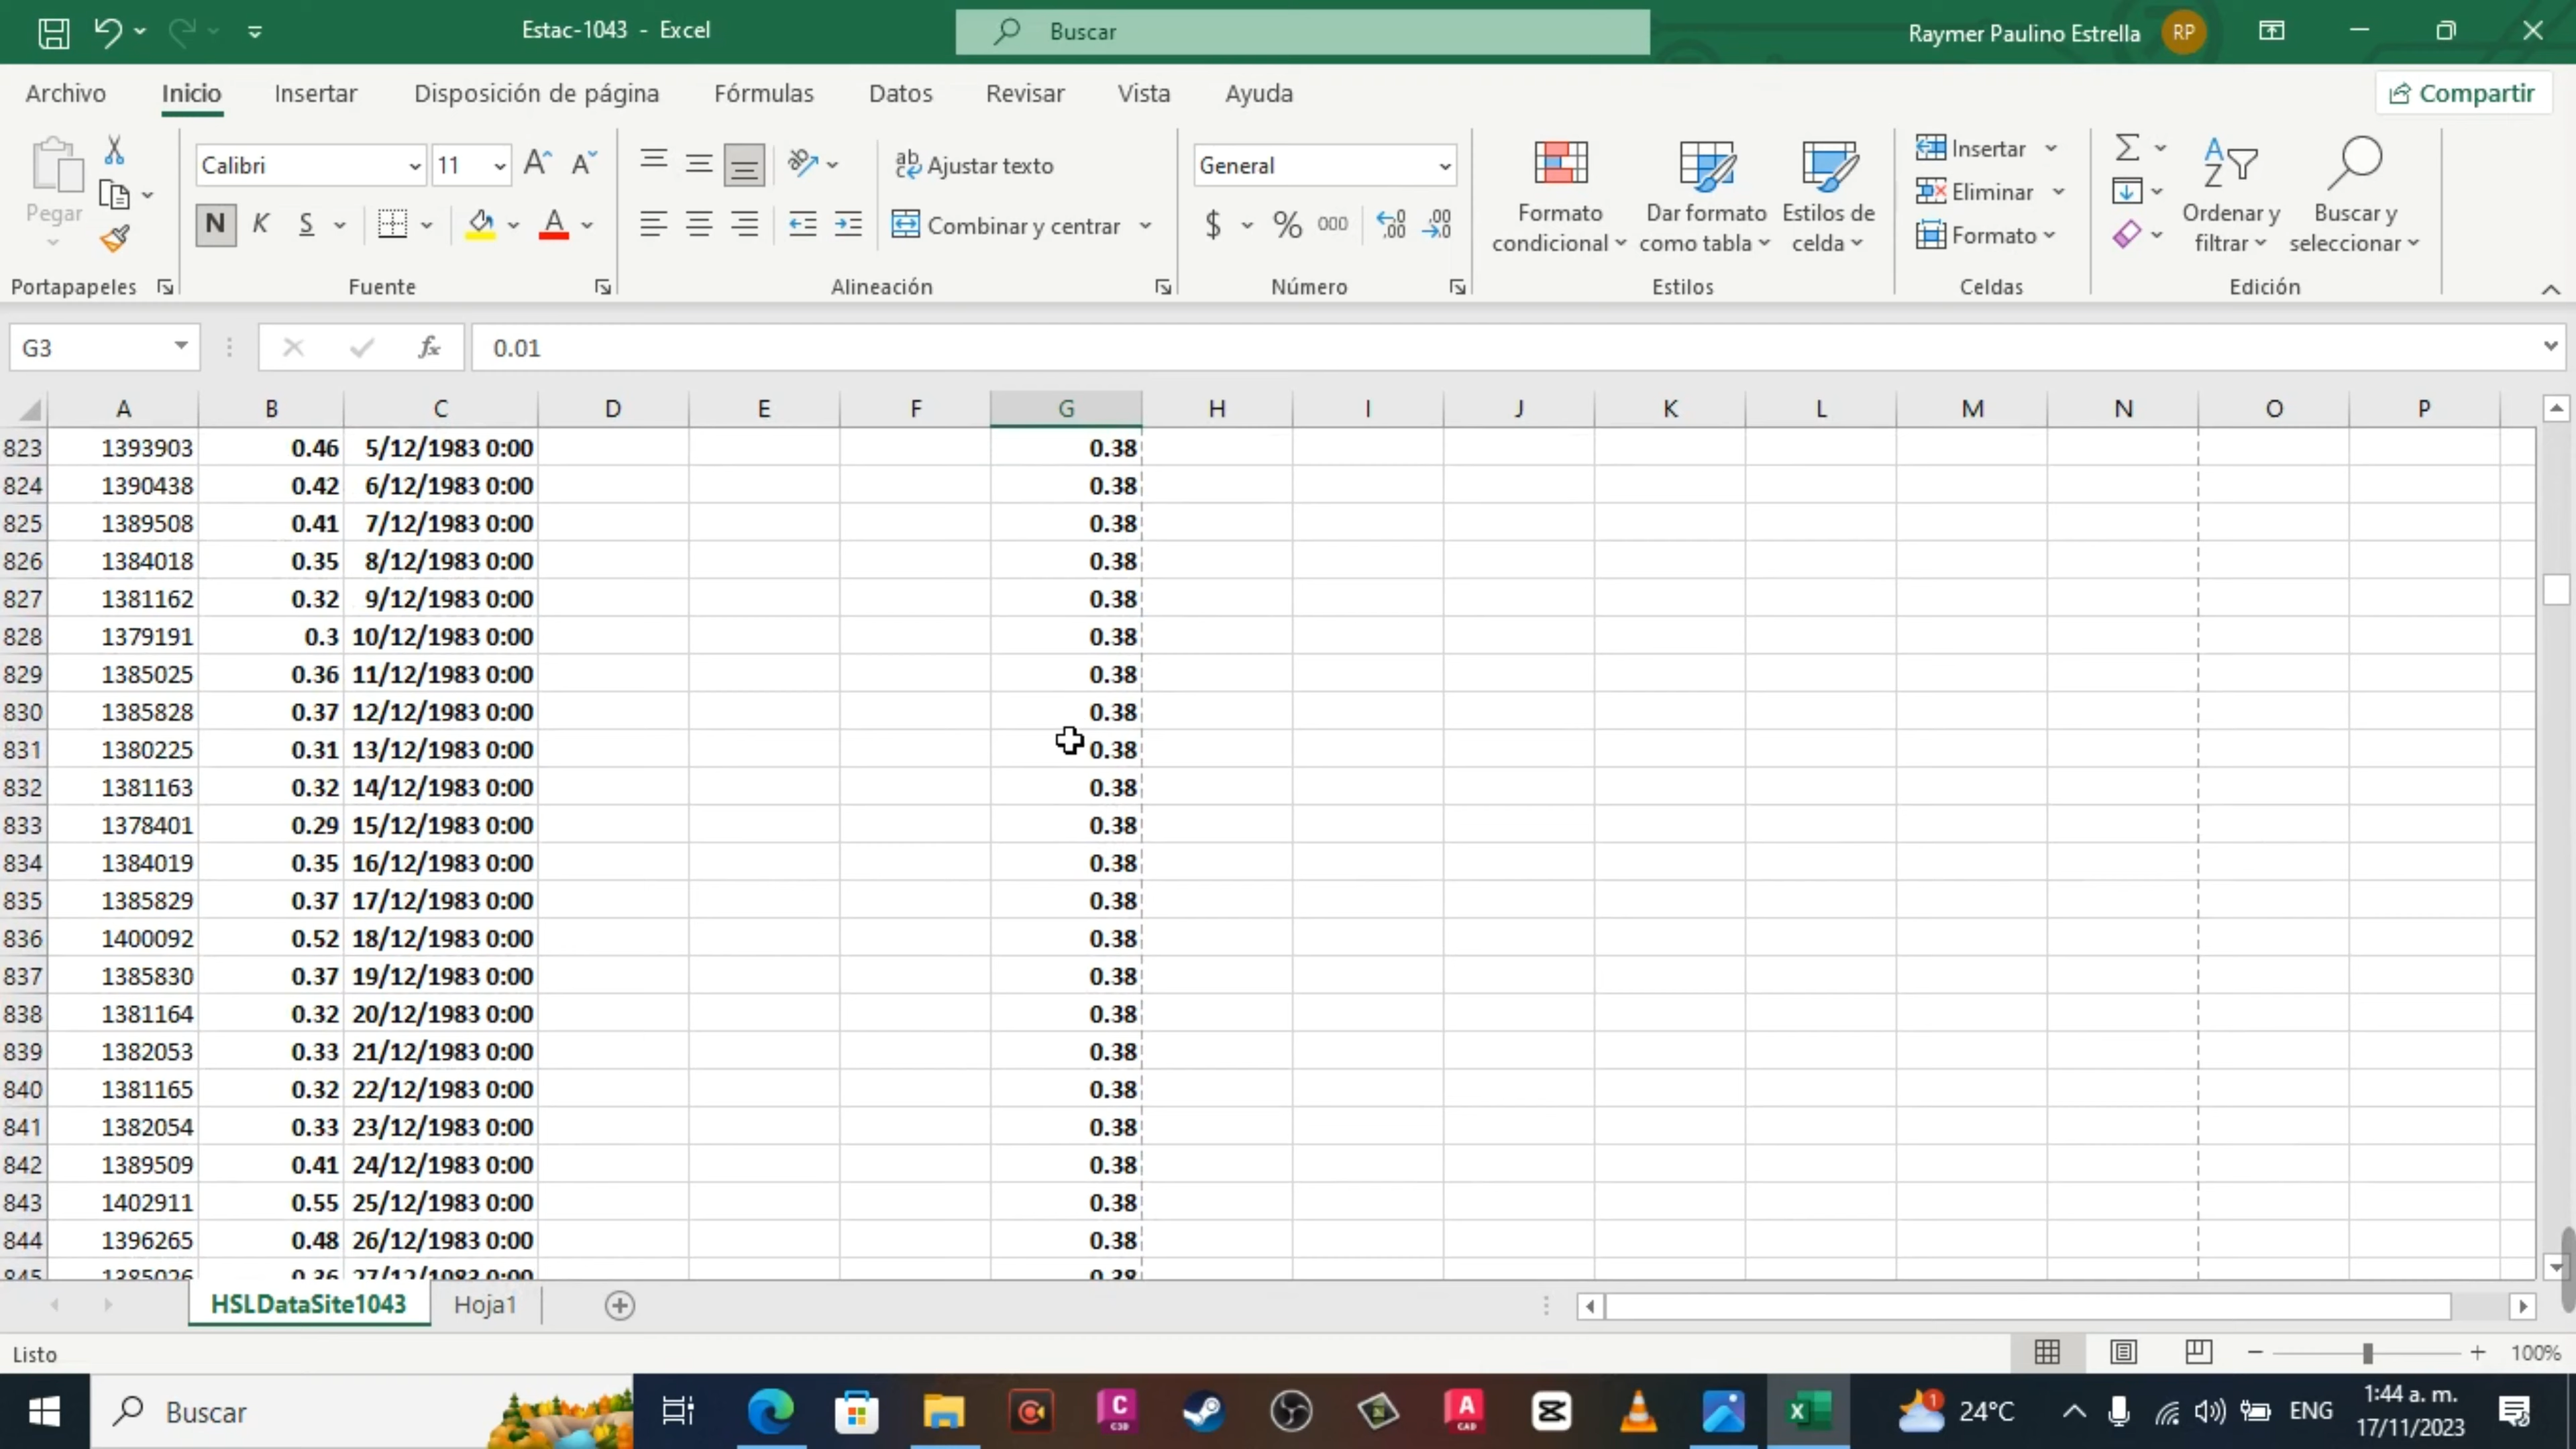 Estac-1043 - Excel
Buscar
Raymer Paulino Estrella
RP
Archivo Inicio Insertar Disposición de página Fórmulas Datos Revisar Vista Ayuda
Compartir
Pegar
Calibri 11
N K S
Ajustar texto
Combinar y centrar
General
$ % 000
Formato condicional
Dar formato como tabla
Estilos de celda
Insertar
Eliminar
Formato
Ordenar y filtrar
Buscar y seleccionar
Portapapeles Fuente Alineación Número Estilos Celdas Edición
G3 fx 0.01
A B C D E F G H I J K L M N O P
823 1393903 0.46 5/12/1983 0:00 0.38
824 1390438 0.42 6/12/1983 0:00 0.38
825 1389508 0.41 7/12/1983 0:00 0.38
826 1384018 0.35 8/12/1983 0:00 0.38
827 1381162 0.32 9/12/1983 0:00 0.38
828 1379191 0.3 10/12/1983 0:00 0.38
829 1385025 0.36 11/12/1983 0:00 0.38
830 1385828 0.37 12/12/1983 0:00 0.38
831 1380225 0.31 13/12/1983 0:00 0.38
832 1381163 0.32 14/12/1983 0:00 0.38
833 1378401 0.29 15/12/1983 0:00 0.38
834 1384019 0.35 16/12/1983 0:00 0.38
835 1385829 0.37 17/12/1983 0:00 0.38
836 1400092 0.52 18/12/1983 0:00 0.38
837 1385830 0.37 19/12/1983 0:00 0.38
838 1381164 0.32 20/12/1983 0:00 0.38
839 1382053 0.33 21/12/1983 0:00 0.38
840 1381165 0.32 22/12/1983 0:00 0.38
841 1382054 0.33 23/12/1983 0:00 0.38
842 1389509 0.41 24/12/1983 0:00 0.38
843 1402911 0.55 25/12/1983 0:00 0.38
844 1396265 0.48 26/12/1983 0:00 0.38
845 1385026 0.36 27/12/1983 0:00 0.38
HSLDataSite1043 Hoja1
Listo
100%
Buscar
24°C
ENG
1:44 a. m.
17/11/2023